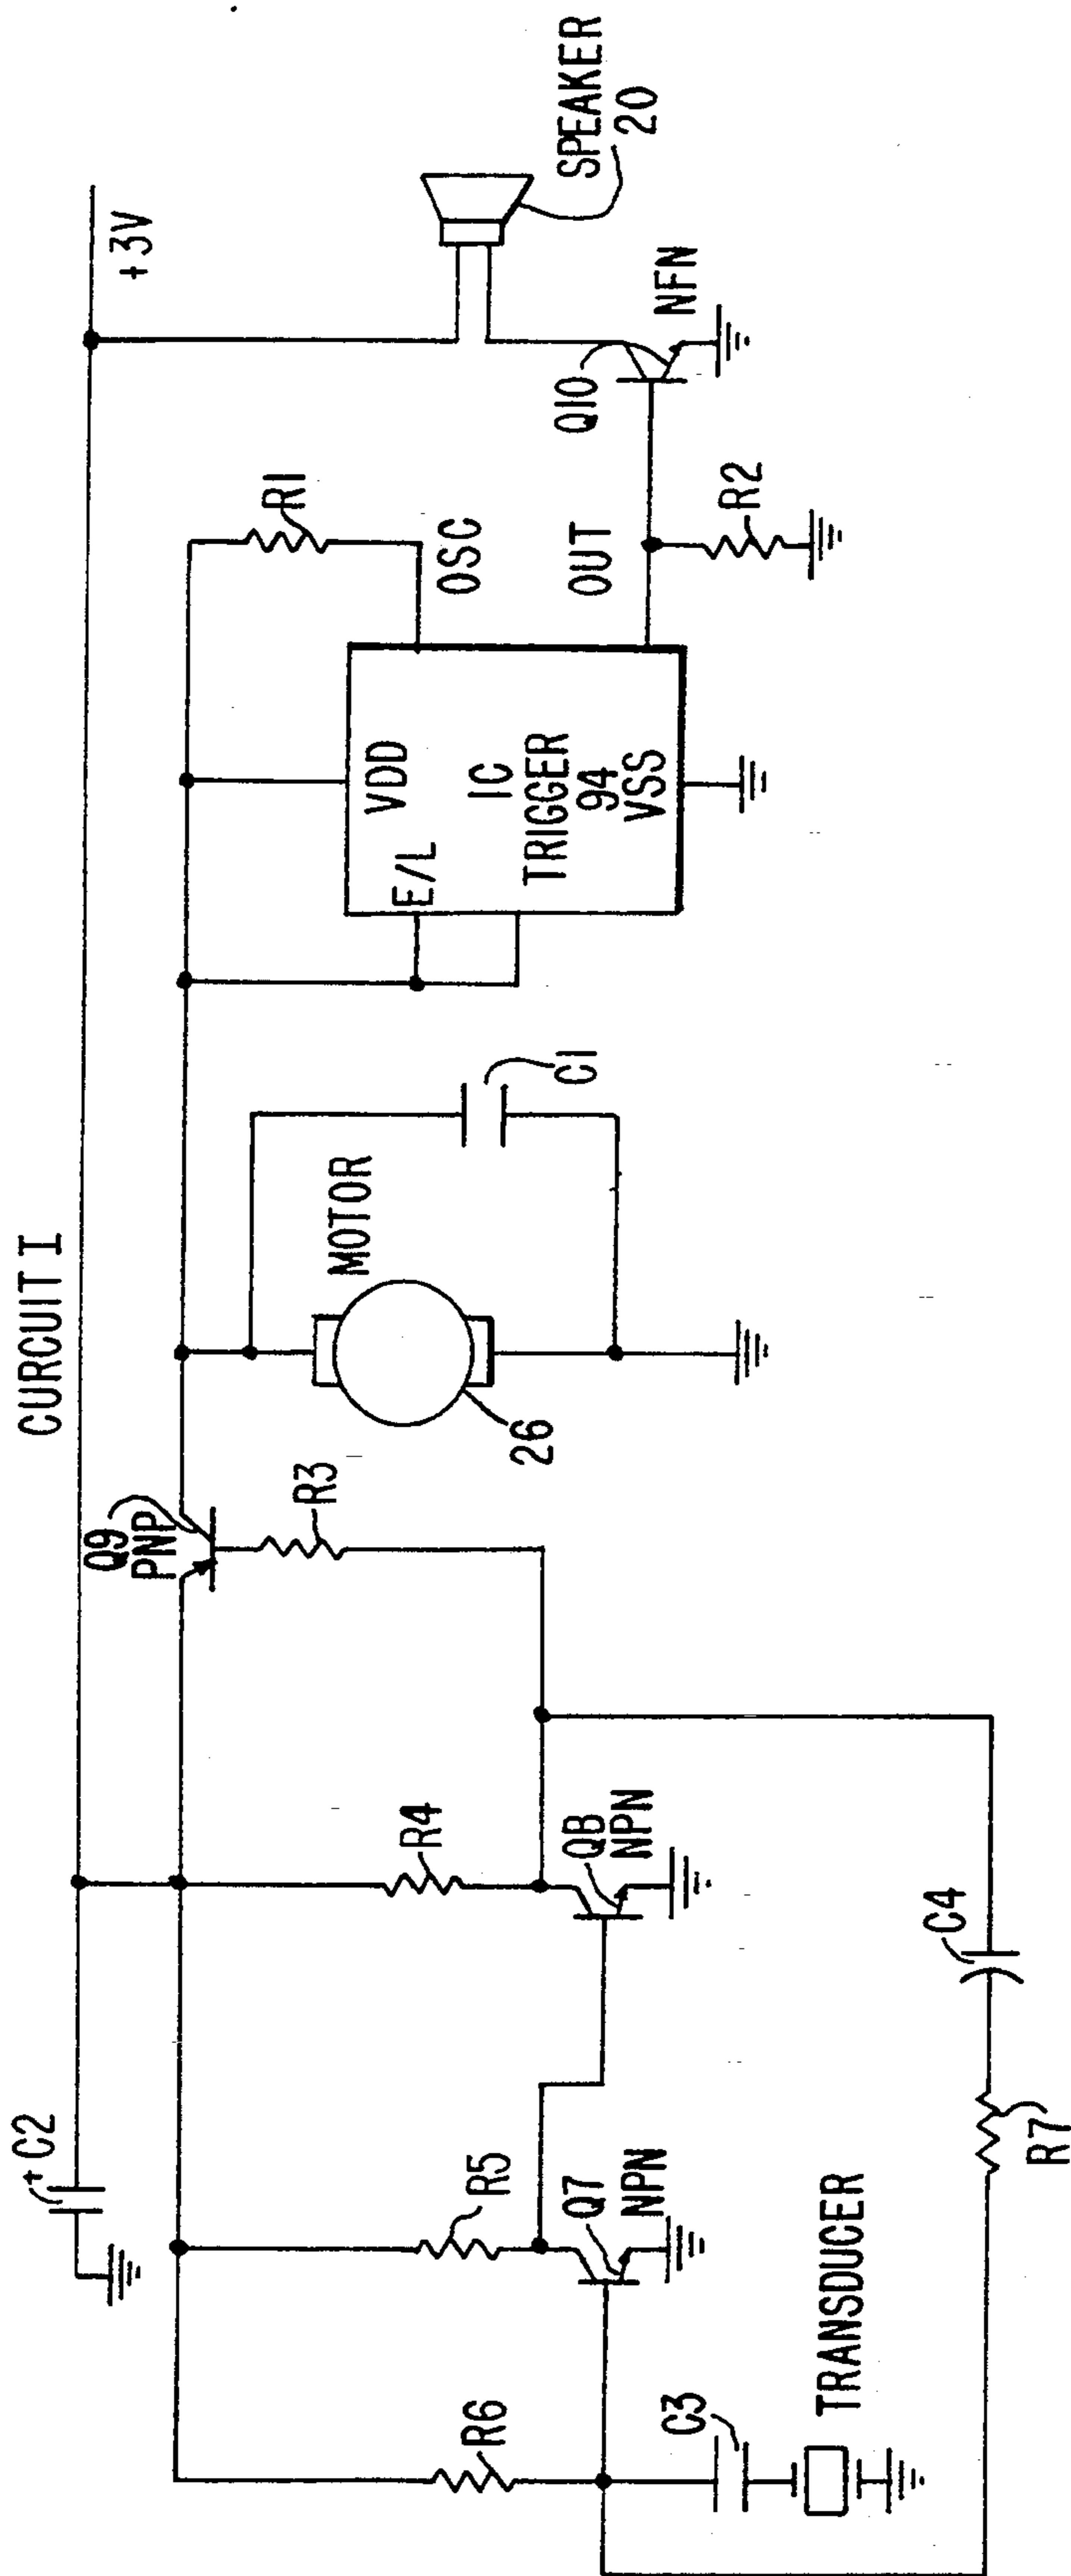 CURCUIT I
+3V
+ C2
Q9
PNP
R3
R4
R5
R6
Q7
NPN
QB
NPN
C3
TRANSDUCER
C4
R7
MOTOR
26
C1
E/L
VDD
IC
TRIGGER
94
VSS
R1
OSC
OUT
R2
Q10
NFN
SPEAKER
20